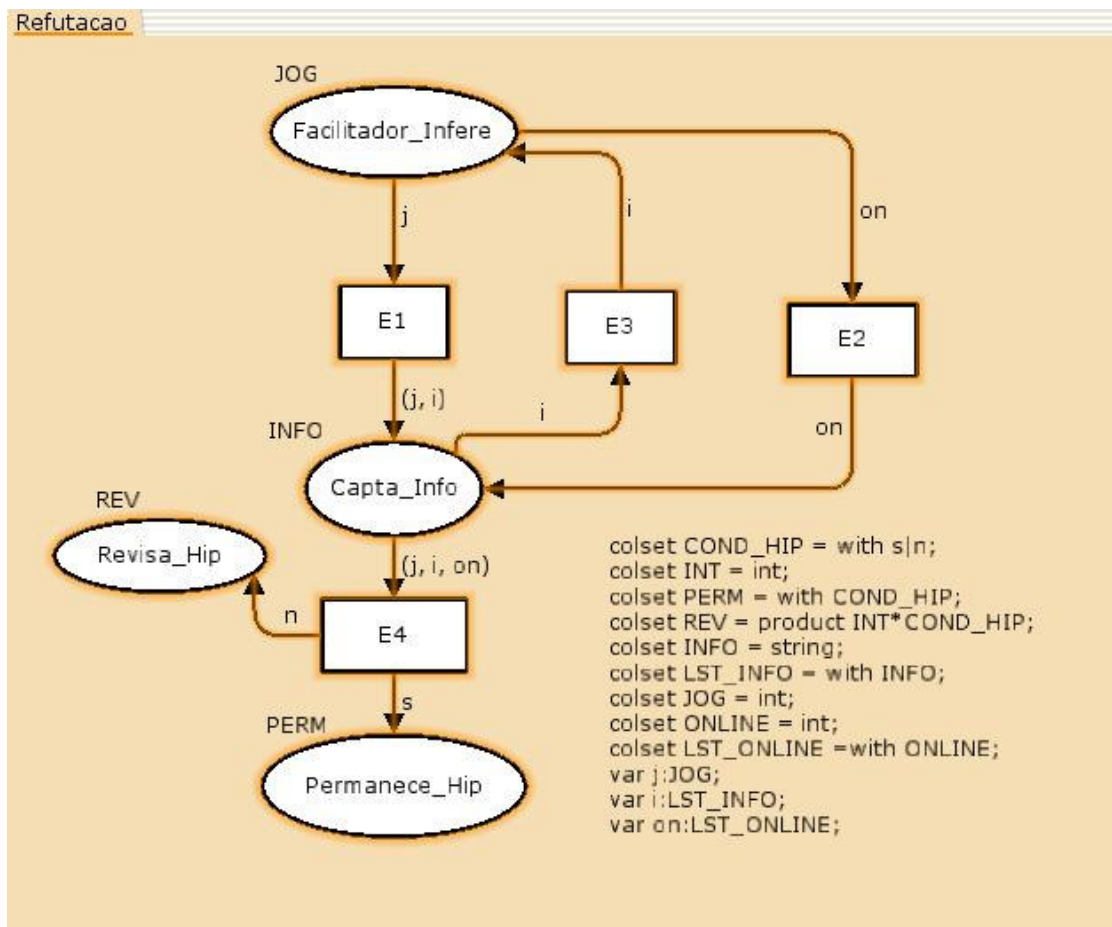 Refutacao
JOG
Facilitador_Infere
j
i
on
E1
E3
E2
(j, i)
i
on
INFO
Capta_Info
REV
Revisa_Hip
(j, i, on)
n
E4
s
PERM
Permanece_Hip
colset COND_HIP = with s|n;
colset INT = int;
colset PERM = with COND_HIP;
colset REV = product INT*COND_HIP;
colset INFO = string;
colset LST_INFO = with INFO;
colset JOG = int;
colset ONLINE = int;
colset LST_ONLINE =with ONLINE;
var j:JOG;
var i:LST_INFO;
var on:LST_ONLINE;